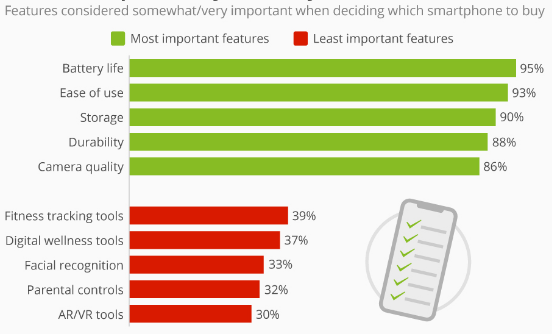 Features considered somewhat/very important when deciding which smartphone to buy
Most important features
Least important features
Battery life 95%
Ease of use 93%
Storage 90%
Durability 88%
Camera quality 86%
Fitness tracking tools 39%
Digital wellness tools 37%
Facial recognition 33%
Parental controls 32%
AR/VR tools 30%